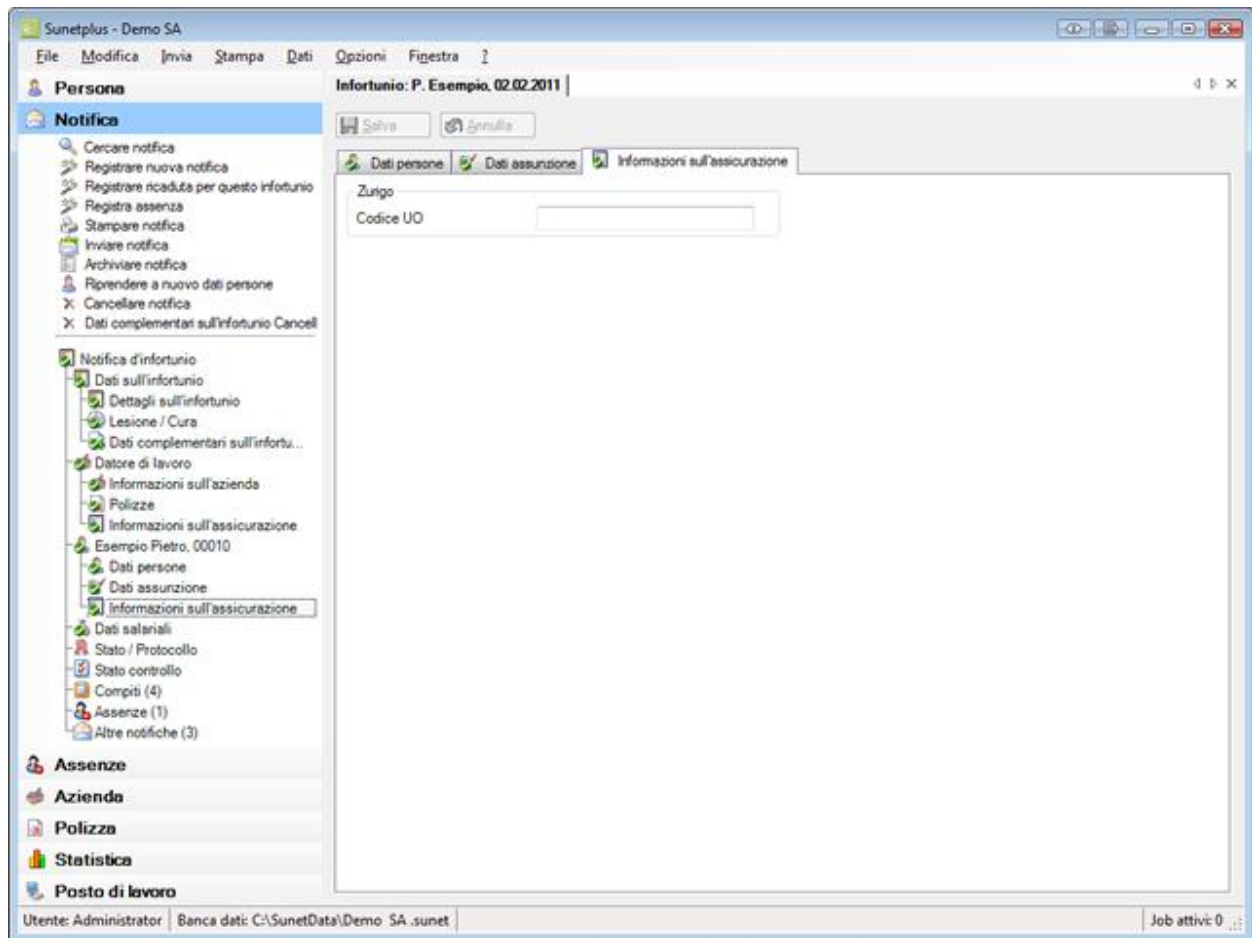 Sunetplus - Demo SA
File Modifica Invia Stampa Dati Opzioni Finestra ?
Persona
Notifica
Cercare notifica
Registrare nuova notifica
Registrare ricaduta per questo infortunio
Registra assenza
Stampare notifica
Inviare notifica
Archiviare notifica
Riprendere a nuovo dati persone
Cancellare notifica
Dati complementari sull'infortunio Cancell
Notifica d'infortunio
Dati sull'infortunio
Dettagli sull'infortunio
Lesione / Cura
Dati complementari sull'infortu...
Datore di lavoro
Informazioni sull'azienda
Polizze
Informazioni sull'assicurazione
Esempio Pietro, 00010
Dati persone
Dati assunzione
Informazioni sull'assicurazione
Dati salariali
Stato / Protocollo
Stato controllo
Compiti (4)
Assenze (1)
Altre notifiche (3)
Assenze
Azienda
Polizza
Statistica
Posto di lavoro
Infortunio: P. Esempio, 02.02.2011
Salva Annulla
Dati persone Dati assunzione Informazioni sull'assicurazione
Zurigo
Codice UO
Utente: Administrator Banca dati: C:\SunetData\Demo SA .sunet Job attivi: 0